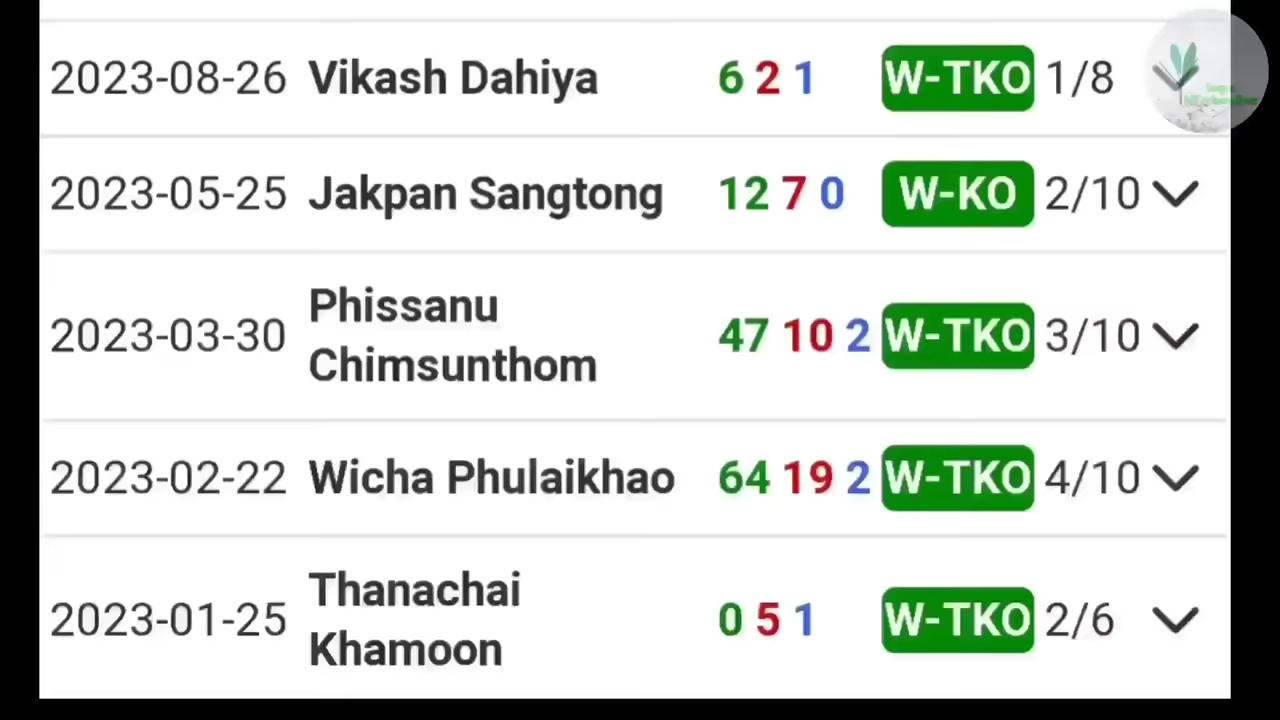 2023-08-26 Vikash Dahiya 6 2 1 W-TKO 1/8
2023-05-25 Jakpan Sangtong 12 7 0 W-KO 2/10
Phissanu
2023-03-30 47 10 2 W-TKO 3/10
Chimsunthom
2023-02-22 Wicha Phulaikhao 64 19 2 W-TKO 4/10
Thanachai
2023-01-25 0 5 1 W-TKO 2/6
Khamoon